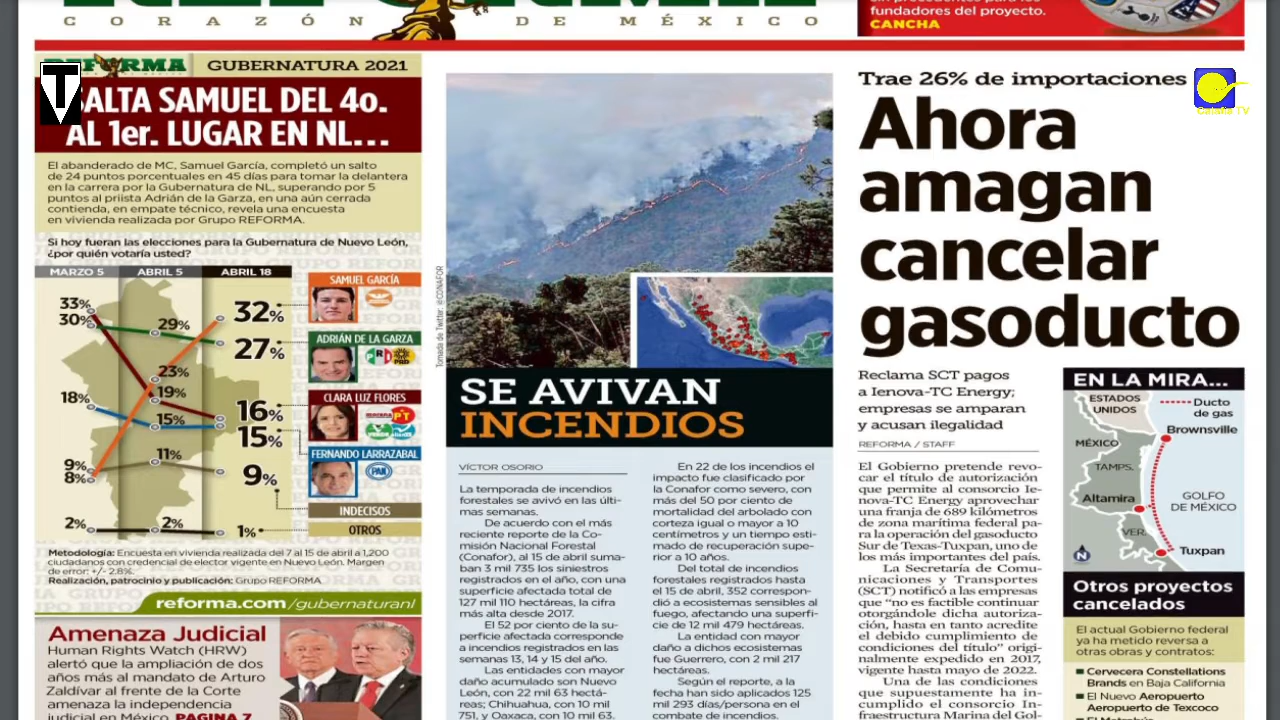 CORAZÓN DE MÉXICO
fundadores del proyecto.
CANCHA
REFORMA GUBERNATURA 2021
T
SALTA SAMUEL DEL 4o.
AL 1er. LUGAR EN NL...
El abanderado de MC, Samuel García, completó un salto
de 24 puntos porcentuales en 45 días para tomar la delantera
en la carrera por la Gubernatura de NL, superando por 5
puntos al priista Adrián de la Garza, en una aún cerrada
contienda, en empate técnico, revela una encuesta
en vivienda realizada por Grupo REFORMA.
Si hoy fueran las elecciones para la Gubernatura de Nuevo León,
¿por quién votaría usted?
MARZO 5 ABRIL 5 ABRIL 18
33%
30%
18%
9%
8%
2%
29%
23%
19%
15%
11%
2%
32%
27%
16%
15%
9%
1%
SAMUEL GARCÍA
ADRIÁN DE LA GARZA
PRI PRD
CLARA LUZ FLORES
morena PT
VERDE
FERNANDO LARRAZABAL
PAN
INDECISOS
OTROS
Metodología: Encuesta en vivienda realizada del 7 al 15 de abril a 1,200
ciudadanos con credencial de elector vigente en Nuevo León. Margen
de error; +/- 2.8%.
Realización, patrocinio y publicación: Grupo REFORMA
reforma.com/gubernaturanl
Amenaza Judicial
Human Rights Watch (HRW)
alertó que la ampliación de dos
años más al mandato de Arturo
Zaldívar al frente de la Corte
amenaza la independencia
judicial en México. PÁGINA 7
Tomada de Twitter: @CONAFOR
SE AVIVAN
INCENDIOS
VÍCTOR OSORIO
La temporada de incendios
forestales se avivó en las últi-
mas semanas.
De acuerdo con el más
reciente reporte de la Co-
misión Nacional Forestal
(Conafor), al 15 de abril suma-
ban 3 mil 735 los siniestros
registrados en el año, con una
superficie afectada total de
127 mil 110 hectáreas, la cifra
más alta desde 2017.
El 52 por ciento de la su-
perficie afectada corresponde
a incendios registrados en las
semanas 13, 14 y 15 del año.
Las entidades con mayor
daño acumulado son Nuevo
León, con 22 mil 63 hectá-
reas; Chihuahua, con 10 mil
751, y Oaxaca, con 10 mil 63.
En 22 de los incendios el
impacto fue clasificado por
la Conafor como severo, con
más del 50 por ciento de
mortalidad del arbolado con
corteza igual o mayor a 10
centímetros y un tiempo esti-
mado de recuperación supe-
rior a 10 años.
Del total de incendios
forestales registrados hasta
el 15 de abril, 352 correspon-
dió a ecosistemas sensibles al
fuego, afectando una superfi-
cie de 12 mil 479 hectáreas.
La entidad con mayor
daño a dichos ecosistemas
fue Guerrero, con 2 mil 217
hectáreas.
Según el reporte, a la
fecha han sido aplicados 125
mil 293 días/persona en el
combate de incendios.
Trae 26% de importaciones
Catalia TV
Ahora
amagan
cancelar
gasoducto
Reclama SCT pagos
a Ienova-TC Energy;
empresas se amparan
y acusan ilegalidad
REFORMA / STAFF
El Gobierno pretende revo-
car el título de autorización
que permite al consorcio Ie-
nova-TC Energy aprovechar
una franja de 689 kilómetros
de zona marítima federal pa-
ra la operación del gasoducto
Sur de Texas-Tuxpan, uno de
los más importantes del país.
La Secretaría de Comu-
nicaciones y Transportes
(SCT) notificó a las empresas
que “no es factible continuar
otorgándole dicha autoriza-
ción, hasta en tanto acredite
el debido cumplimiento de
condiciones del título” origi-
nalmente expedido en 2017,
vigente hasta mayo de 2022.
Una de las condiciones
que supuestamente ha in-
cumplido el consorcio In-
fraestructura Marina del Gol-
EN LA MIRA...
ESTADOS
UNIDOS
Ducto
de gas
Brownsville
MÉXICO
TAMPS.
Altamira
GOLFO
DE MÉXICO
VER.
N
Tuxpan
Otros proyectos
cancelados
El actual Gobierno federal
ya ha metido reversa a
otras obras y contratos:
Cervecera Constellations
Brands en Baja California
El Nuevo Aeropuerto
Aeropuerto de Texcoco